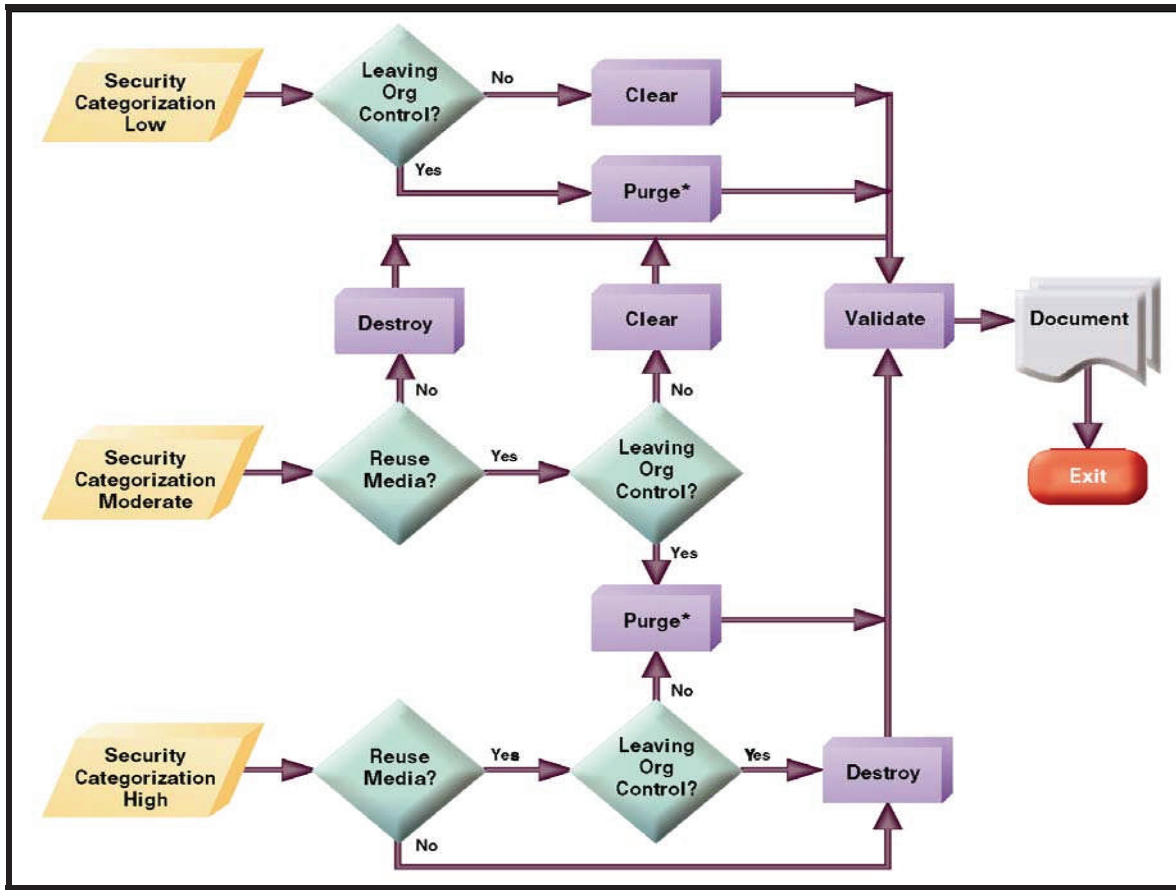 Security
Categorization
Low
Leaving
Org
Control?
No
Clear
Yes
Purge*
Destroy
Clear
Validate
Document
No
No
Security
Categorization
Moderate
Reuse
Media?
Yes
Leaving
Org
Control?
Exit
Yes
Purge*
No
Security
Categorization
High
Reuse
Media?
Yes
Leaving
Org
Control?
Yes
Destroy
No